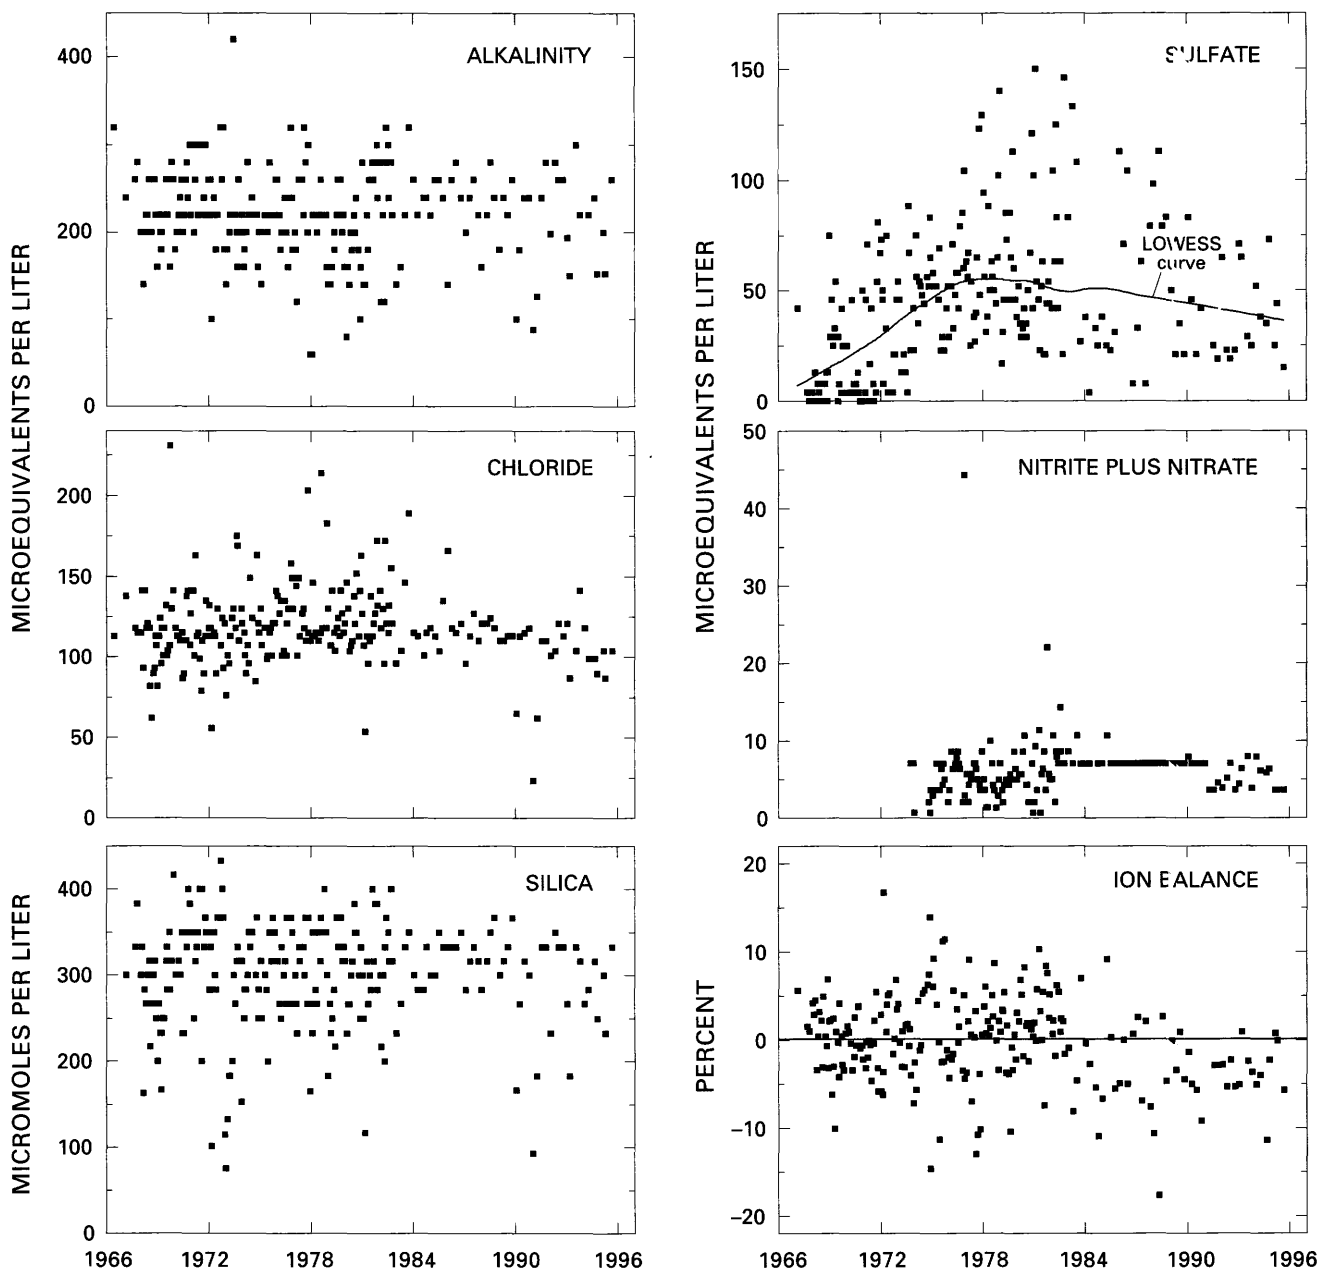 MICROEQUIVALENTS PER LITER
ALKALINITY
400
200
0
CHLORIDE
200
150
100
50
0
MICROMOLES PER LITER
SILICA
400
300
200
100
0
1966 1972 1978 1984 1990 1996
MICROEQUIVALENTS PER LITER
SULFATE
150
100
50
0
LOWESS
curve
NITRITE PLUS NITRATE
50
40
30
20
10
0
PERCENT
ION BALANCE
20
10
0
−10
−20
1966 1972 1978 1984 1990 1996